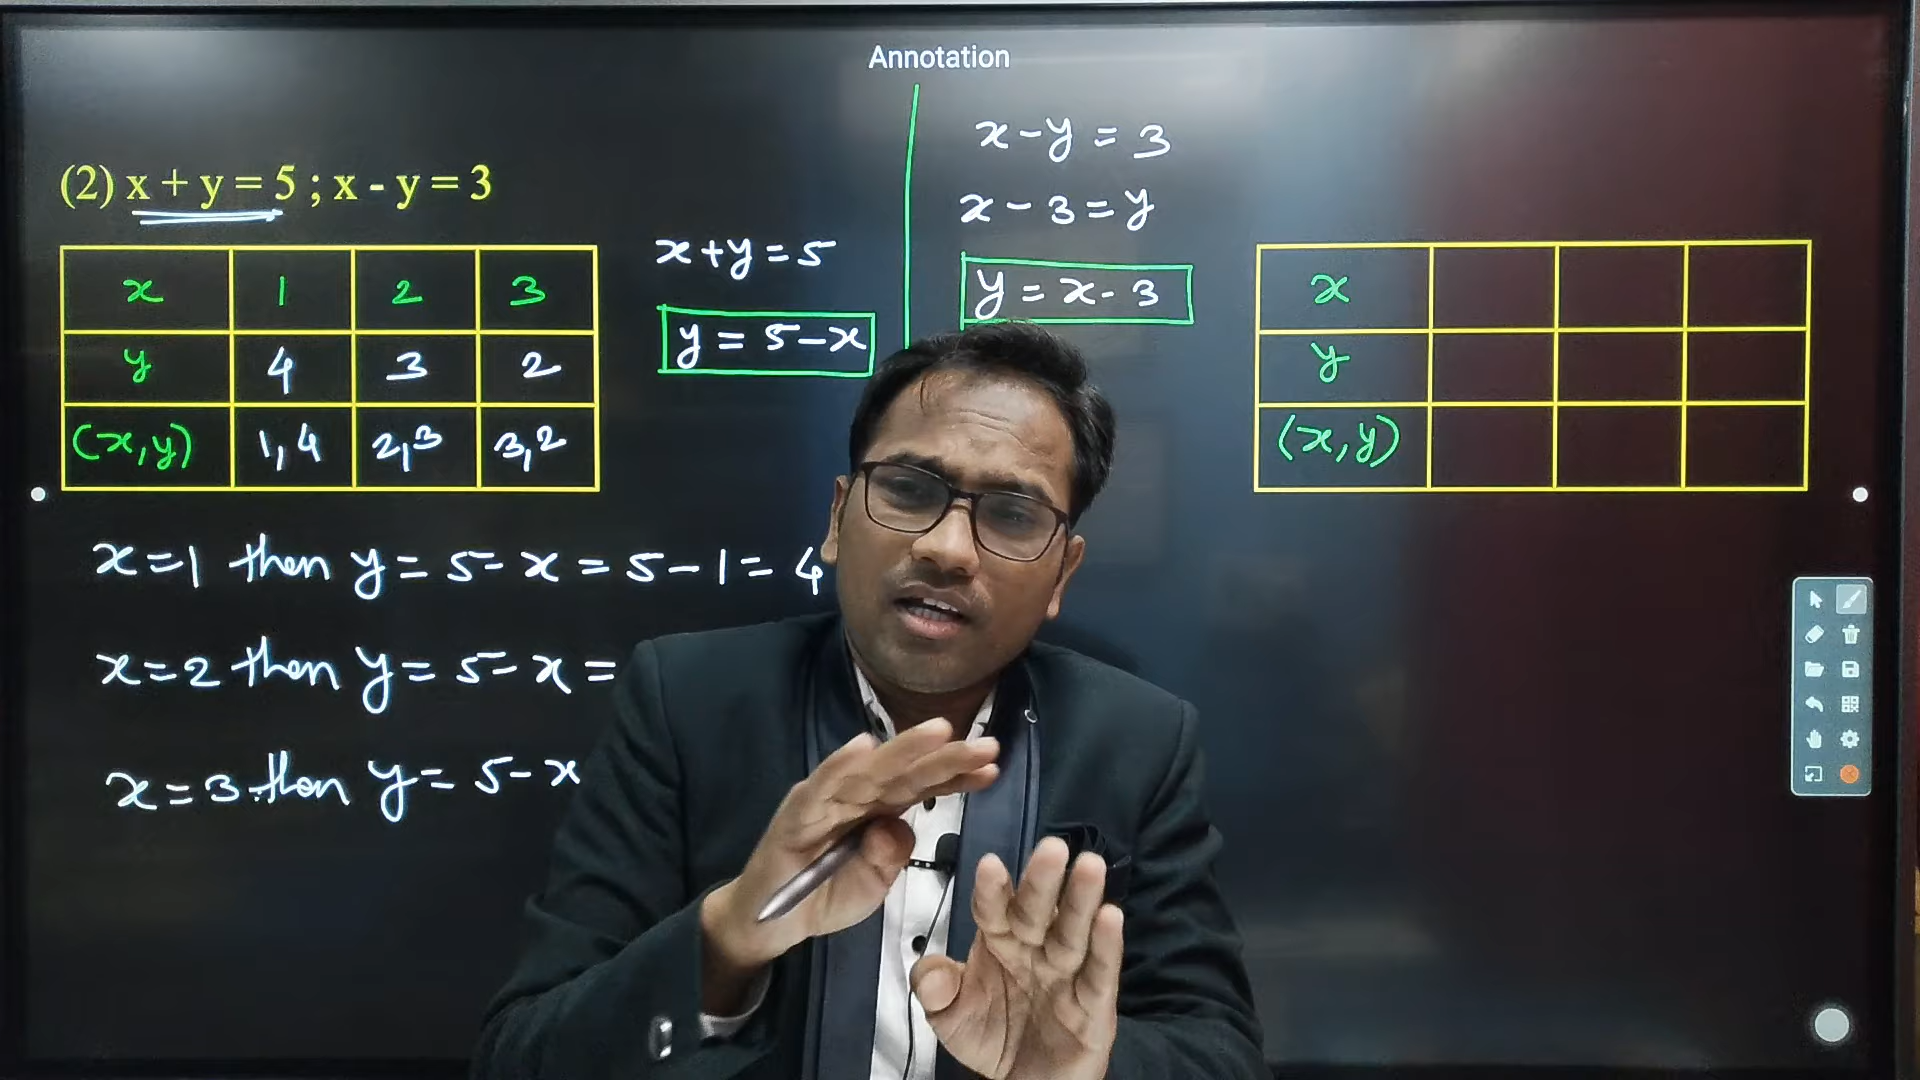 Annotation
(2) x + y = 5 ; x - y = 3
x 1 2 3
y 4 3 2
(x,y) 1,4 2,3 3,2
x+y=5
y = 5-x
x=1 then y = 5-x = 5-1 = 4
x=2 then y = 5-x =
x=3 then y = 5-x
x-y = 3
x-3 = y
y = x-3
x
y
(x,y)